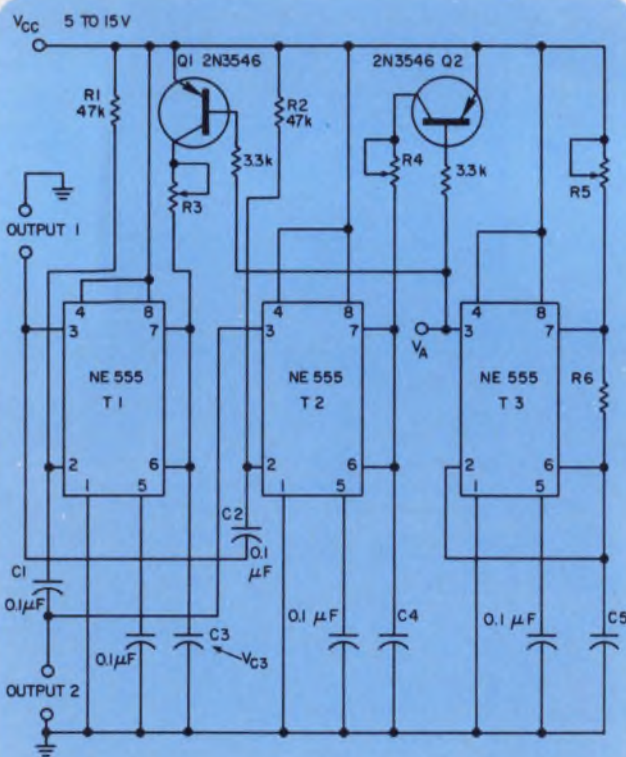 VCC 5 TO 15V
Q1 2N3546
2N3546 Q2
R1
47k
R2
47k
3.3k
R3
R4
3.3k
R5
OUTPUT 1
4 8
3 7
NE 555
T 1
2 6
1 5
4 8
3 7
NE 555
T 2
2 6
1 5
VA
4 8
3 7
NE 555
T 3
2 6
1 5
R6
C1
0.1µF
C2
0.1
µF
0.1µF
C3
VC3
0.1 µF
C4
0.1 µF
C5
OUTPUT 2